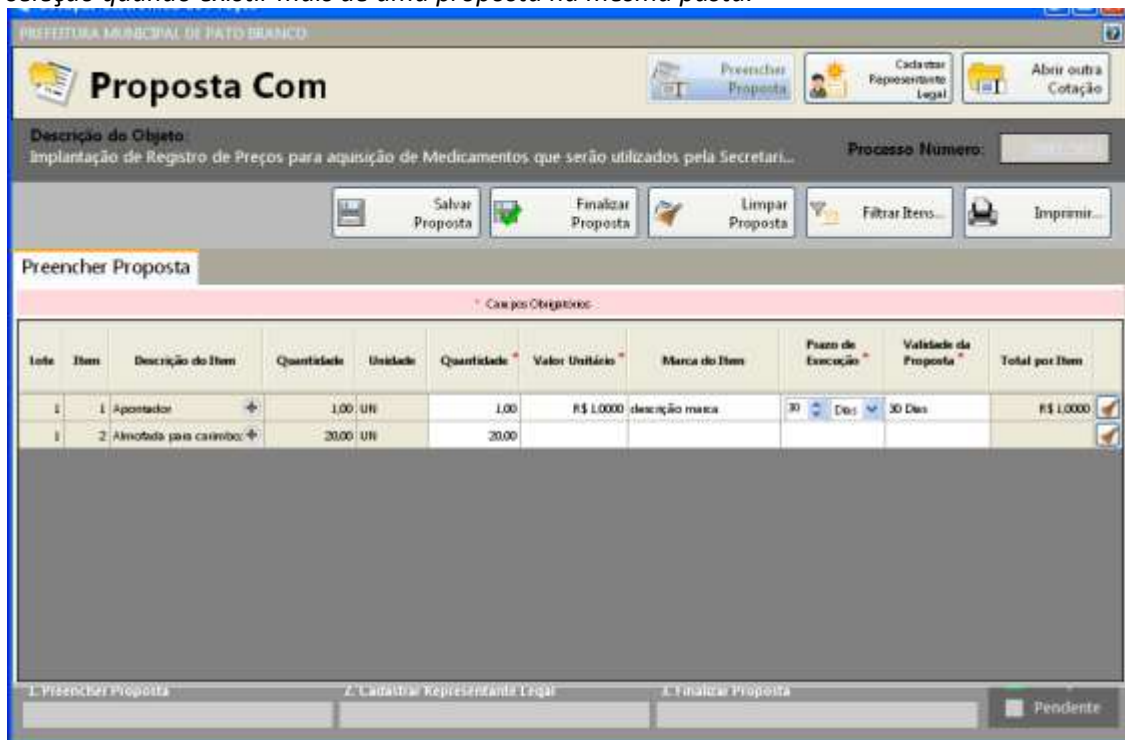 seleção quando existir mais de uma proposta na mesma pasta.
PREFEITURA MUNICIPAL DE PATO BRANCO
Proposta Com
Preencher Proposta
Cadastrar Representante Legal
Abrir outra Cotação
Descrição do Objeto:
Implantação de Registro de Preços para aquisição de Medicamentos que serão utilizados pela Secretari...
Processo Número:
Salvar Proposta
Finalizar Proposta
Limpar Proposta
Filtrar Itens...
Imprimir...
Preencher Proposta
* Campos Obrigatórios
Lote Item Descrição do Item Quantidade Unidade Quantidade * Valor Unitário * Marca do Item Prazo de Execução * Validade da Proposta * Total por Item
1 1 Apontador 1,00 UN 1,00 R$ 1,0000 descrição marca 30 Dias 30 Dias R$ 1,0000
1 2 Almofada para carimbo: 20,00 UN 20,00
1. Preencher Proposta 2. Cadastrar Representante Legal 3. Finalizar Proposta
Pendente